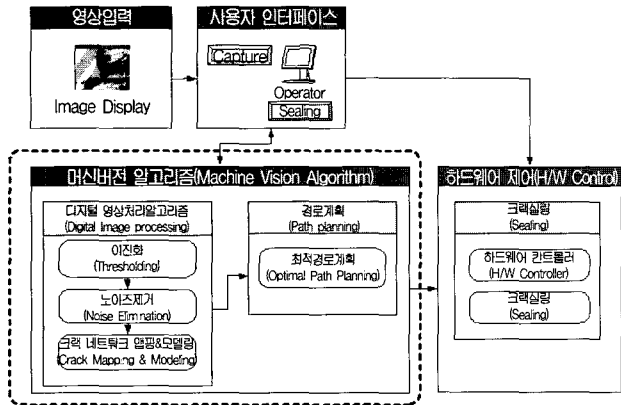 영상입력
Image Display
사용자 인터페이스
Capture
Operator
Sealing
머신버전 알고리즘(Machine Vision Algorithm)
디지털 영상처리알고리즘
(Digital Image processing)
이진화
(Thresholding)
노이즈제거
(Noise Elimination)
크랙 네트워크 맵핑&모델링
Crack Mapping & Modeling
경로계획
(Path planning)
최적경로계획
(Optimal Path Planning)
하드웨어 제어(H/W Control)
크랙실링
(Sealing)
하드웨어 칸트롤러
(H/W Controller)
크랙실링
(Sealing)